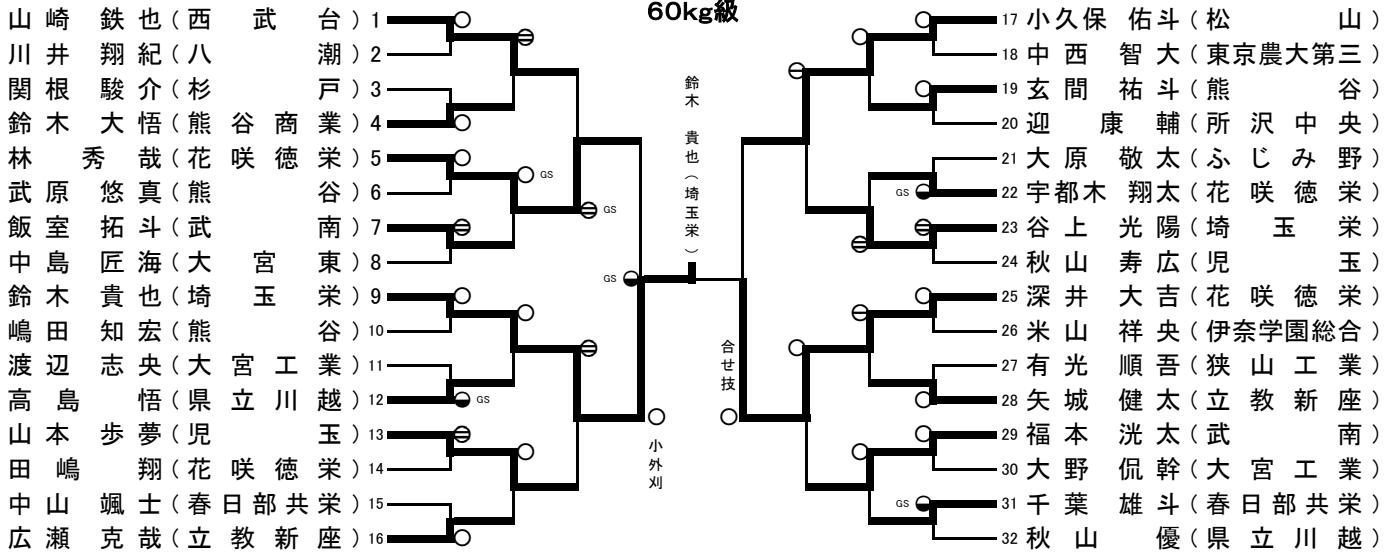 60kg級
山崎 鉄也（西武台）1
川井 翔紀（八潮）2
関根 駿介（杉戸）3
鈴木 大悟（熊谷商業）4
林 秀哉（花咲徳栄）5
武原 悠真（熊谷）6
飯室 拓斗（武南）7
中島 匠海（大宮東）8
鈴木 貴也（埼玉栄）9
嶋田 知宏（熊谷）10
渡辺 志央（大宮工業）11
高島 悟（県立川越）12
山本 歩夢（児玉）13
田嶋 翔（花咲徳栄）14
中山 颯士（春日部共栄）15
広瀬 克哉（立教新座）16
GS
GS
GS
GS
小外刈
鈴木 貴也（埼玉栄）
合せ技
GS
GS
17 小久保 佑斗（松山）
18 中西 智大（東京農大第三）
19 玄間 祐斗（熊谷）
20 迎 康輔（所沢中央）
21 大原 敬太（ふじみ野）
22 宇都木 翔太（花咲徳栄）
23 谷上 光陽（埼玉栄）
24 秋山 寿広（児玉）
25 深井 大吉（花咲徳栄）
26 米山 祥央（伊奈学園総合）
27 有光 順吾（狭山工業）
28 矢城 健太（立教新座）
29 福本 洸太（武南）
30 大野 侃幹（大宮工業）
31 千葉 雄斗（春日部共栄）
32 秋山 優（県立川越）